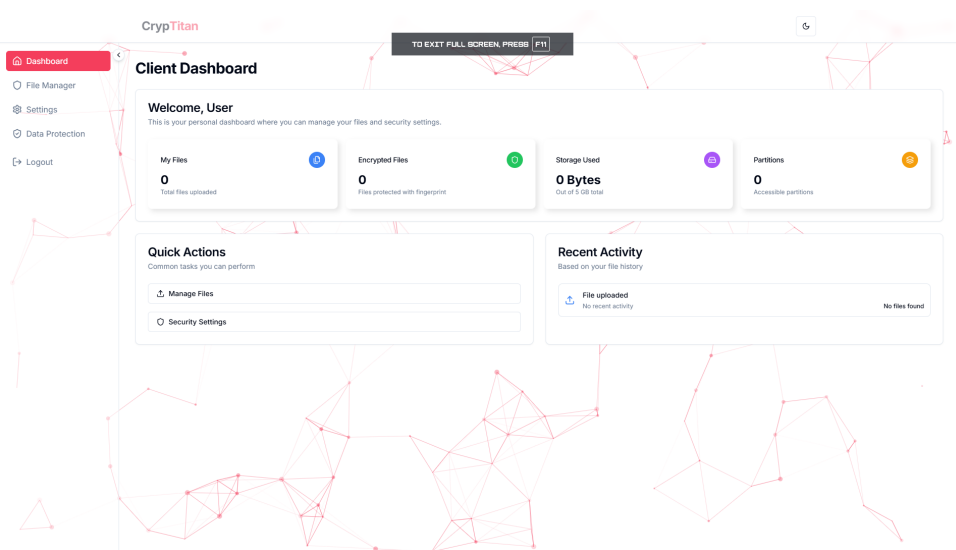 CrypTitan
TO EXIT FULL SCREEN, PRESS F11
Dashboard
File Manager
Settings
Data Protection
Logout
Client Dashboard
Welcome, User
This is your personal dashboard where you can manage your files and security settings.
My Files
0
Total files uploaded
Encrypted Files
0
Files protected with fingerprint
Storage Used
0 Bytes
Out of 5 GB total
Partitions
0
Accessible partitions
Quick Actions
Common tasks you can perform
Manage Files
Security Settings
Recent Activity
Based on your file history
File uploaded
No recent activity
No files found